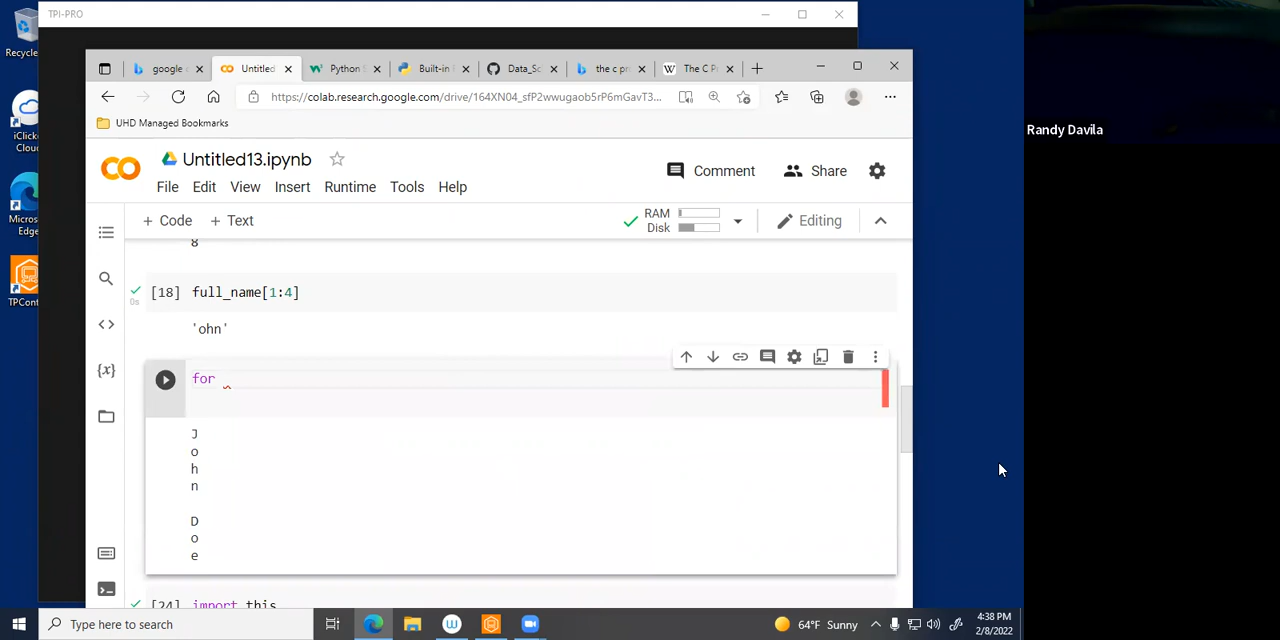 TPI-PRO
Recycle
google c
Untitled
Python
Built-in
Data_Sc
the c pr
The C P
https://colab.research.google.com/drive/164XN04_sfP2wwugaob5rP6mGavT3...
UHD Managed Bookmarks
Randy Davila
iClicke
Cloud
Untitled13.ipynb
Comment
Share
File Edit View Insert Runtime Tools Help
Micros
Edge
+ Code + Text
RAM
Disk
Editing
8
TPCont
[18] full_name[1:4]
0s
'ohn'
{x}
for
J
o
h
n
D
o
e
[24] import this
Type here to search
64°F Sunny
4:38 PM
2/8/2022